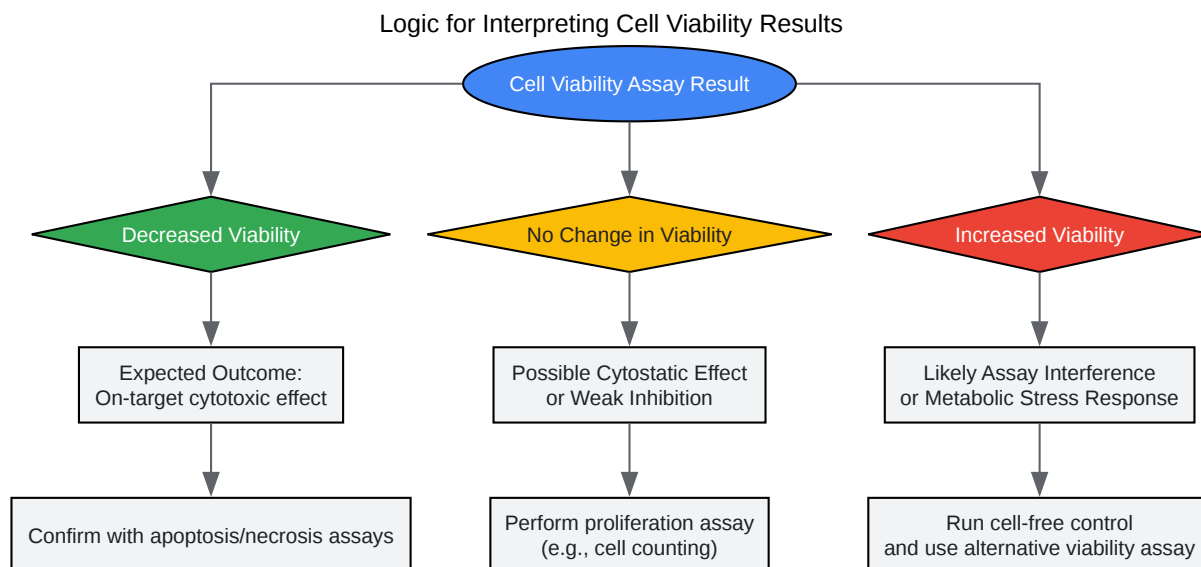 Logic for Interpreting Cell Viability Results
Cell Viability Assay Result
Decreased Viability
No Change in Viability
Increased Viability
Expected Outcome:
On-target cytotoxic effect
Possible Cytostatic Effect
or Weak Inhibition
Likely Assay Interference
or Metabolic Stress Response
Confirm with apoptosis/necrosis assays
Perform proliferation assay
(e.g., cell counting)
Run cell-free control
and use alternative viability assay